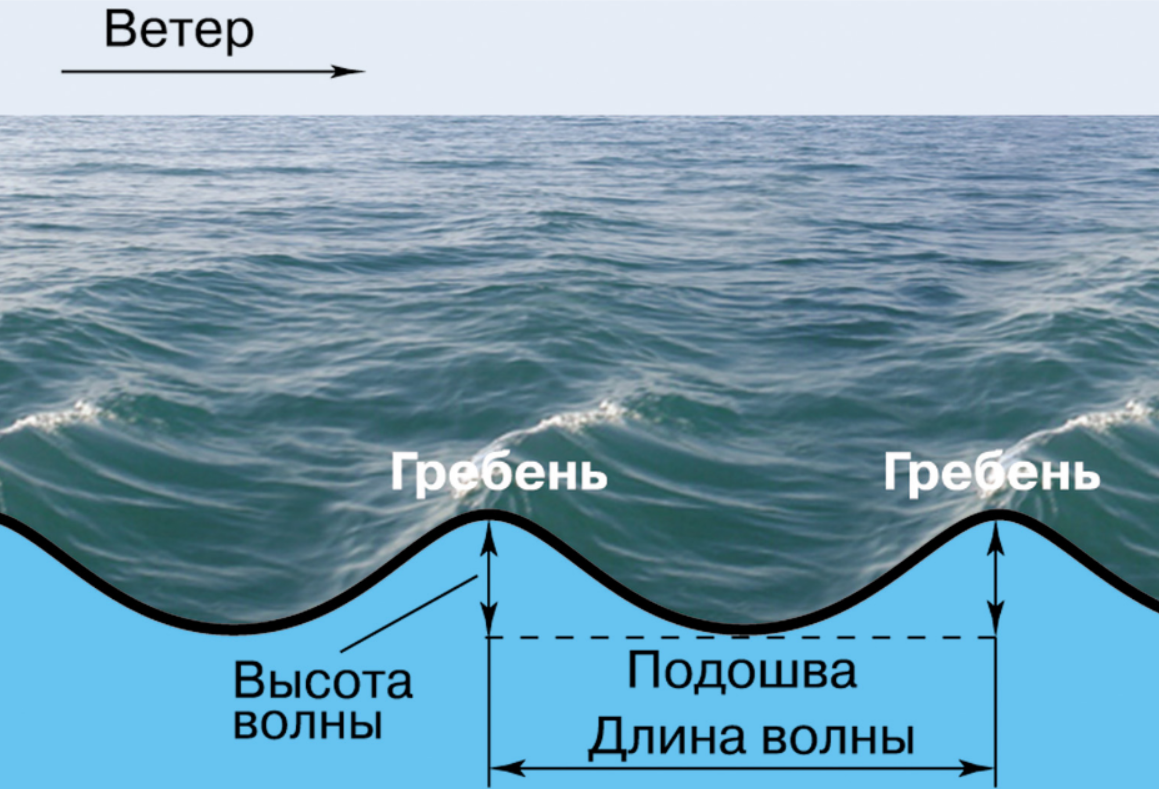 Ветер
Гребень Гребень
Высота
волны
Подошва
Длина волны